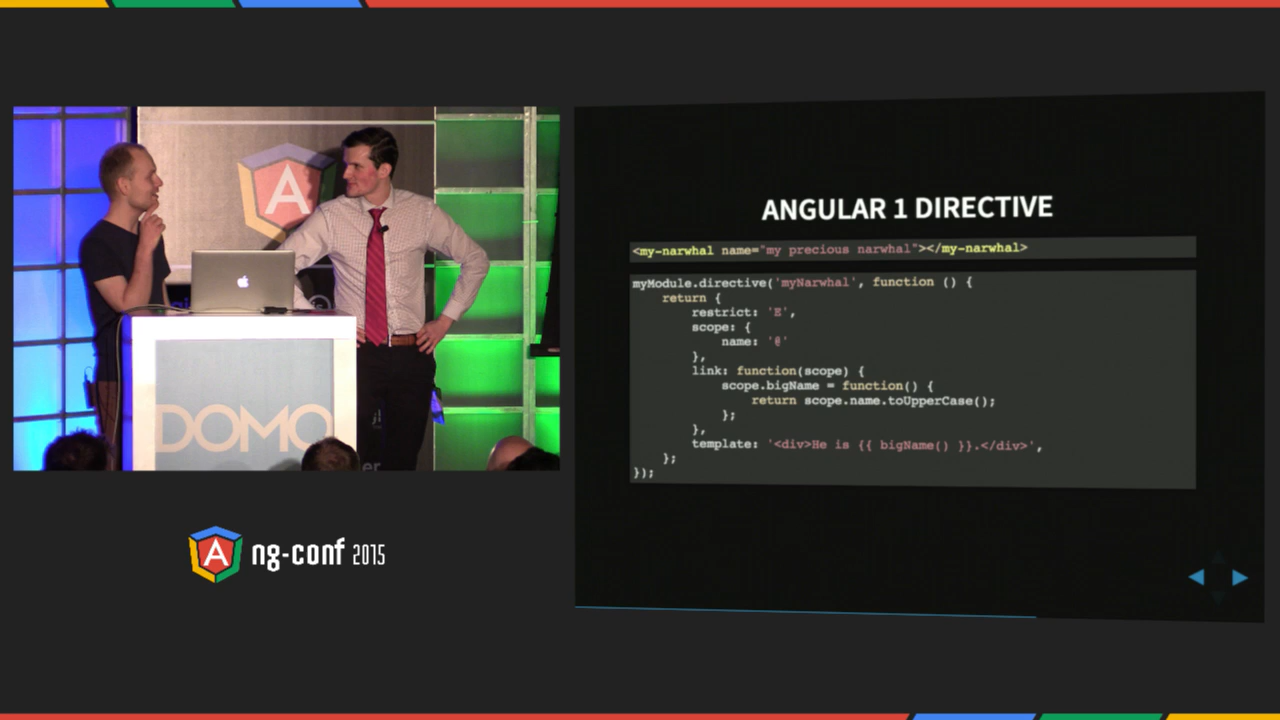 A
DOMO
A ng-conf 2015
ANGULAR 1 DIRECTIVE
<my-narwhal name="my precious narwhal"></my-narwhal>
myModule.directive('myNarwhal', function () {
    return {
        restrict: 'E',
        scope: {
            name: '@'
        },
        link: function(scope) {
            scope.bigName = function() {
                return scope.name.toUpperCase();
            };
        },
        template: '<div>He is {{ bigName() }}.</div>',
    };
});